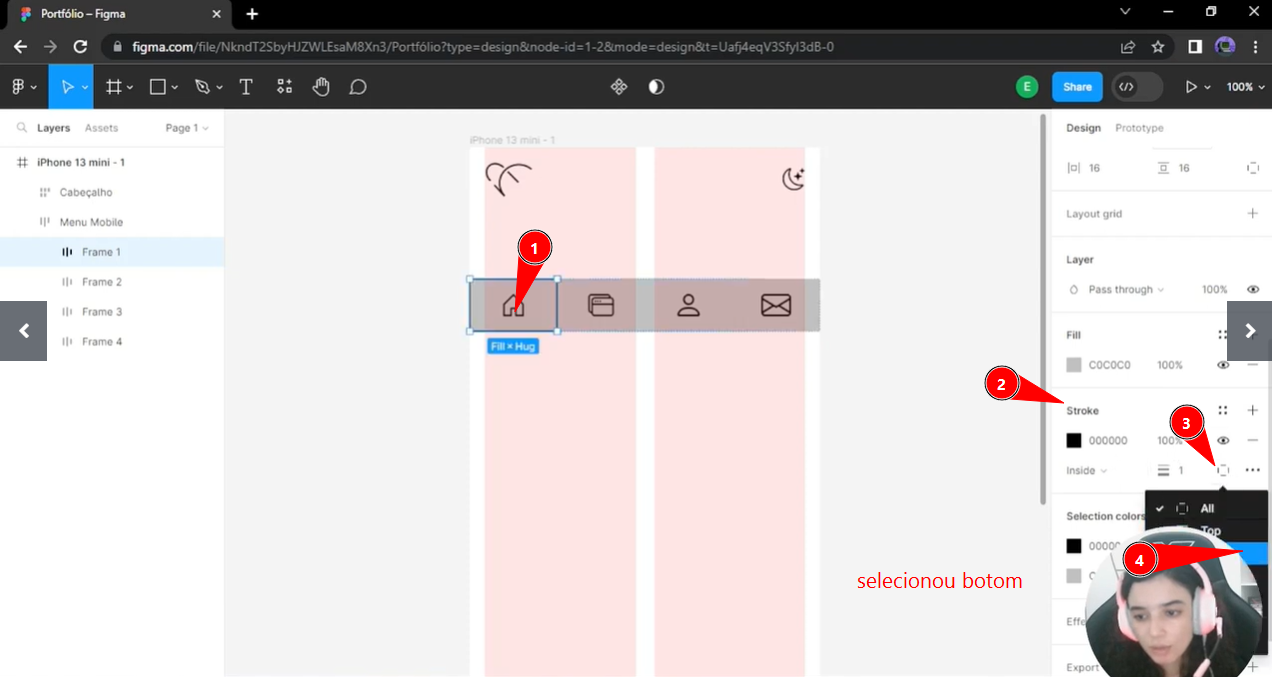 Portfólio – Figma
figma.com/file/NkndT2SbyHJZWLEsaM8Xn3/Portfólio?type=design&node-id=1-2&mode=design&t=Uafj4eqV3SfyI3dB-0
E
Share
100%
Layers Assets Page 1
iPhone 13 mini - 1
Cabeçalho
Menu Mobile
Frame 1
Frame 2
Frame 3
Frame 4
iPhone 13 mini - 1
1
Fill × Hug
Design Prototype
16 16
Layout grid
Layer
Pass through 100%
Fill
C0C0C0 100%
2
Stroke
3
000000 100%
Inside 1
All
Top
Selection colors
4
selecionou botom
Export